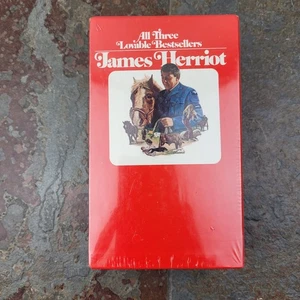 All Three
Lovable Bestsellers
James Herriot